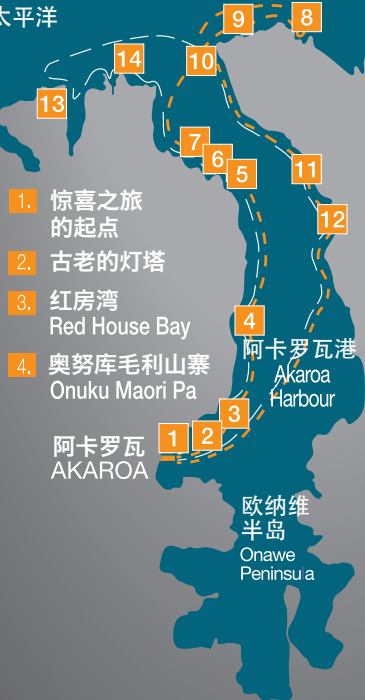 太平洋
9
8
10
14
13
7
6
5
11
12
1. 惊喜之旅
的起点
2. 古老的灯塔
3. 红房湾
Red House Bay
4. 奥努库毛利山寨
Onuku Maori Pa
4
阿卡罗瓦港
Akaroa
Harbour
3
2
1
阿卡罗瓦
AKAROA
欧纳维
半岛
Onawe
Peninsula